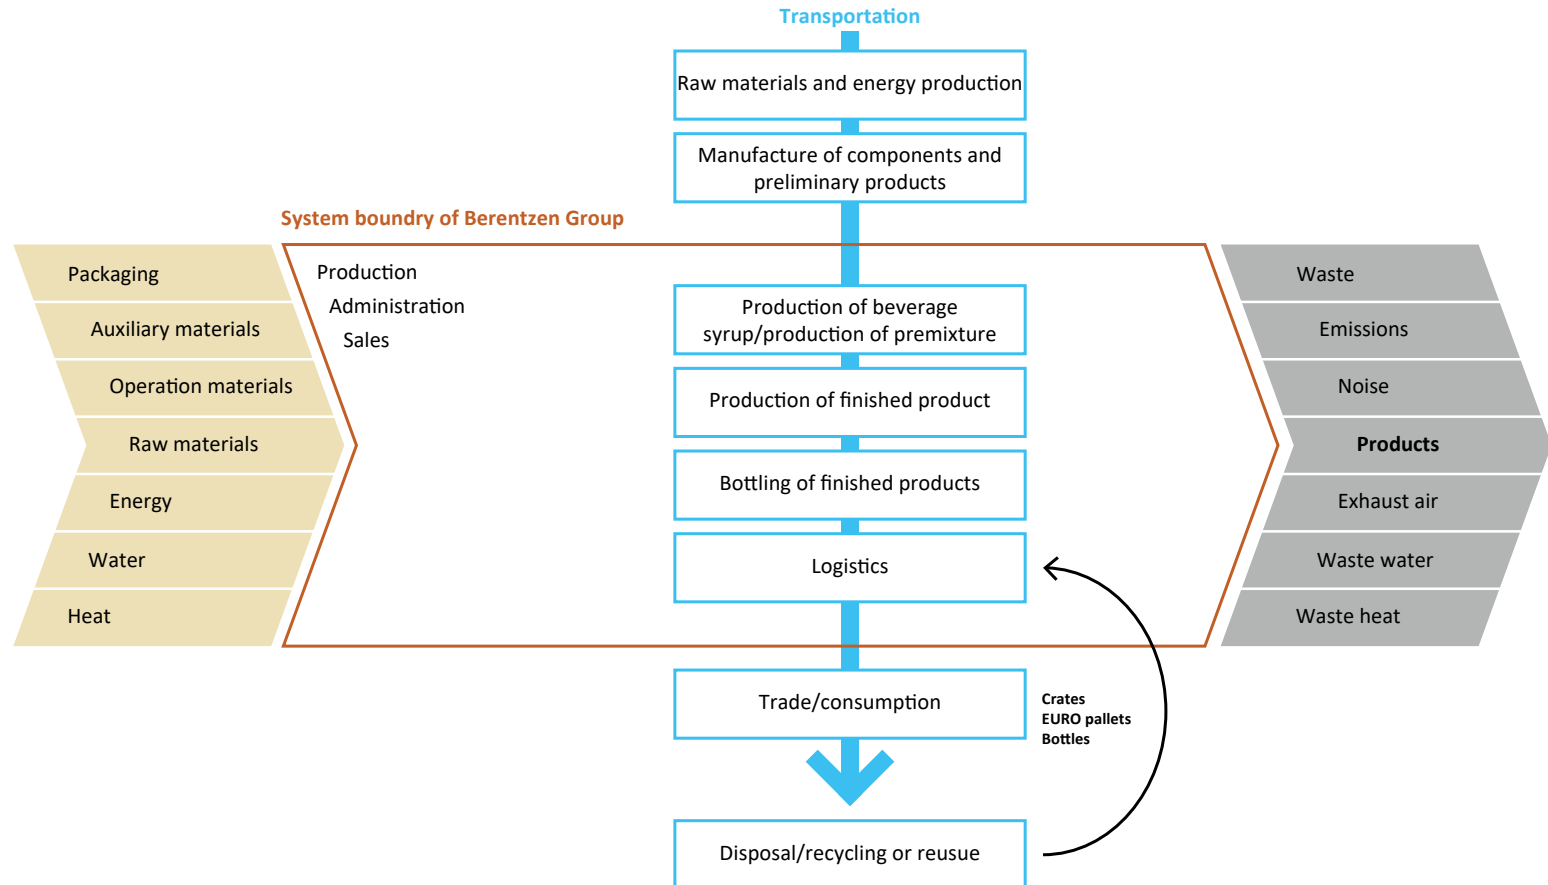 Transportation
Raw materials and energy production
Manufacture of components and
preliminary products
System boundry of Berentzen Group
Packaging
Auxiliary materials
Operation materials
Raw materials
Energy
Water
Heat
Production
Administration
Sales
Production of beverage
syrup/production of premixture
Production of finished product
Bottling of finished products
Logistics
Waste
Emissions
Noise
Products
Exhaust air
Waste water
Waste heat
Trade/consumption
Crates
EURO pallets
Bottles
Disposal/recycling or reusue